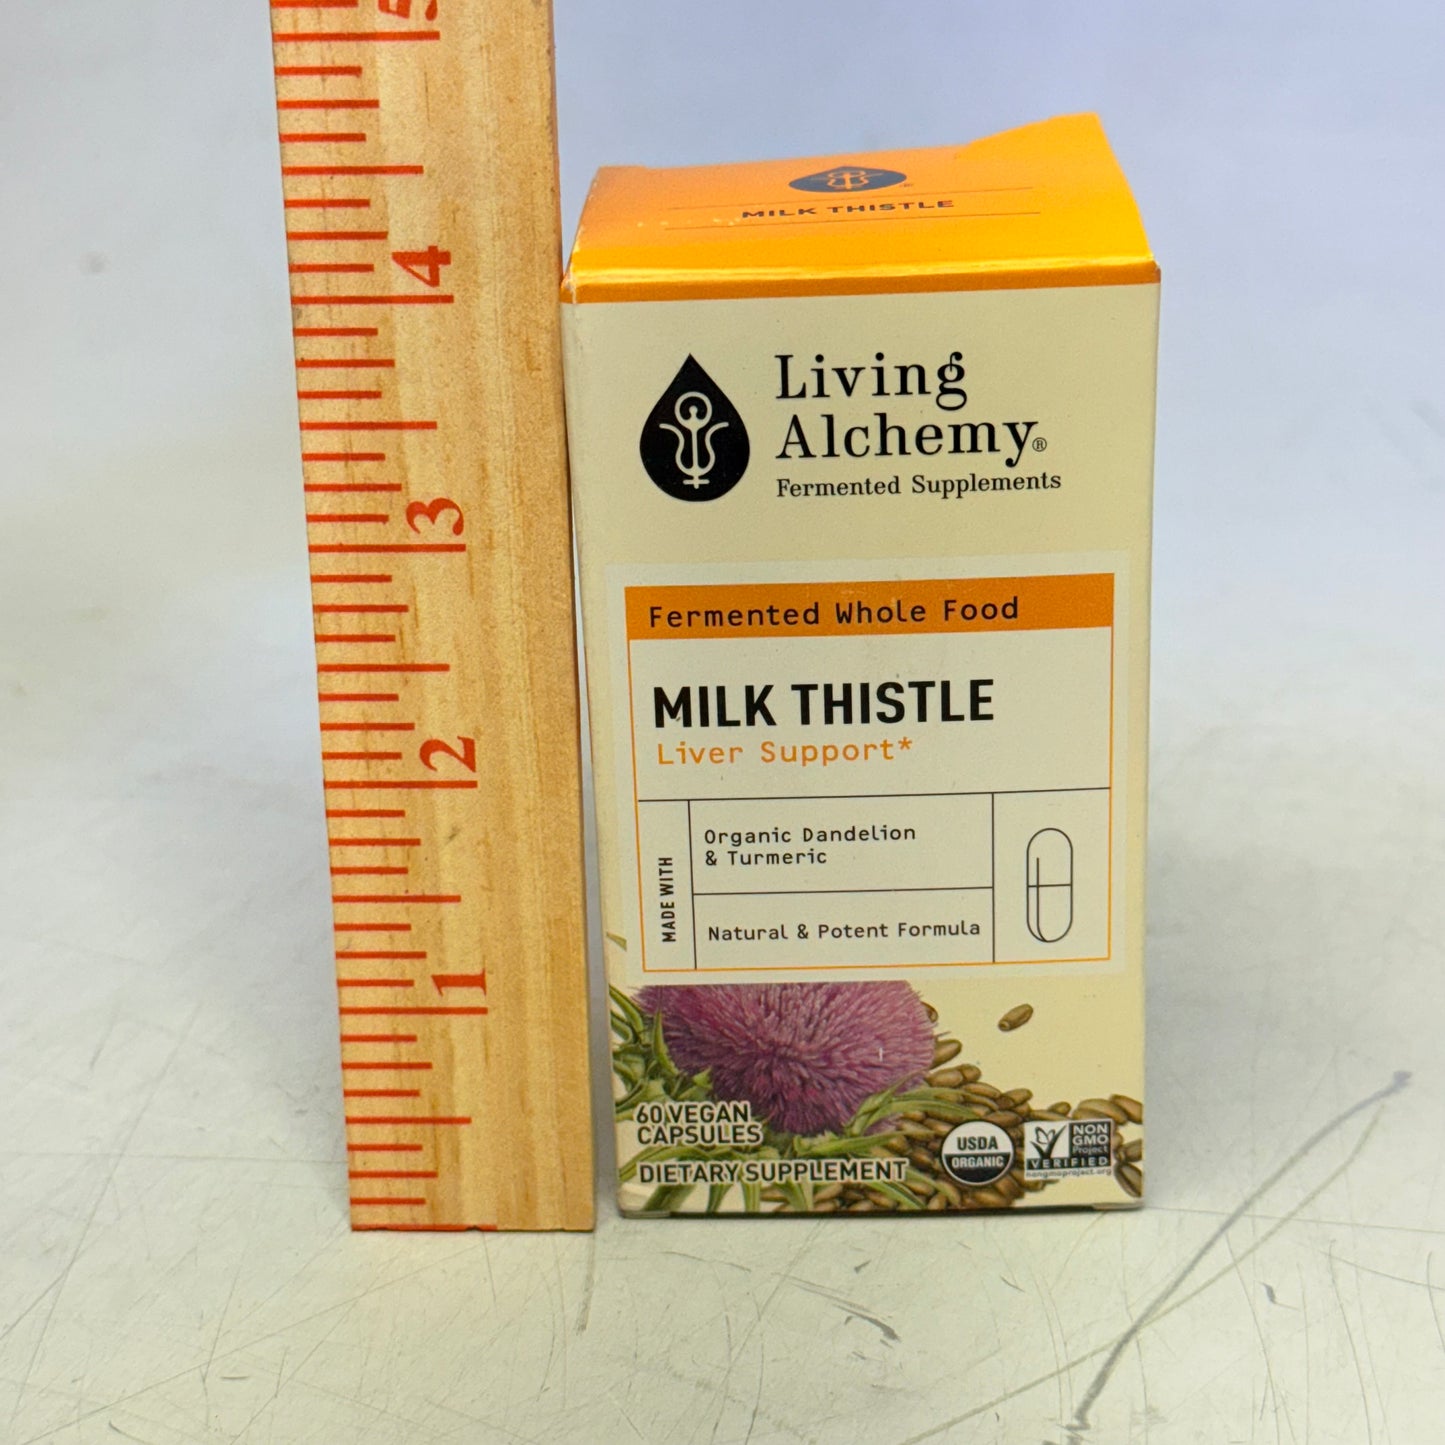 5
4
3
2
1
MILK THISTLE
Living
Alchemy®
Fermented Supplements
Fermented Whole Food
MILK THISTLE
Liver Support*
MADE WITH
Organic Dandelion
& Turmeric
Natural & Potent Formula
60 VEGAN
CAPSULES
DIETARY SUPPLEMENT
USDA
ORGANIC
NON
GMO
Project
VERIFIED
nongmoproject.org